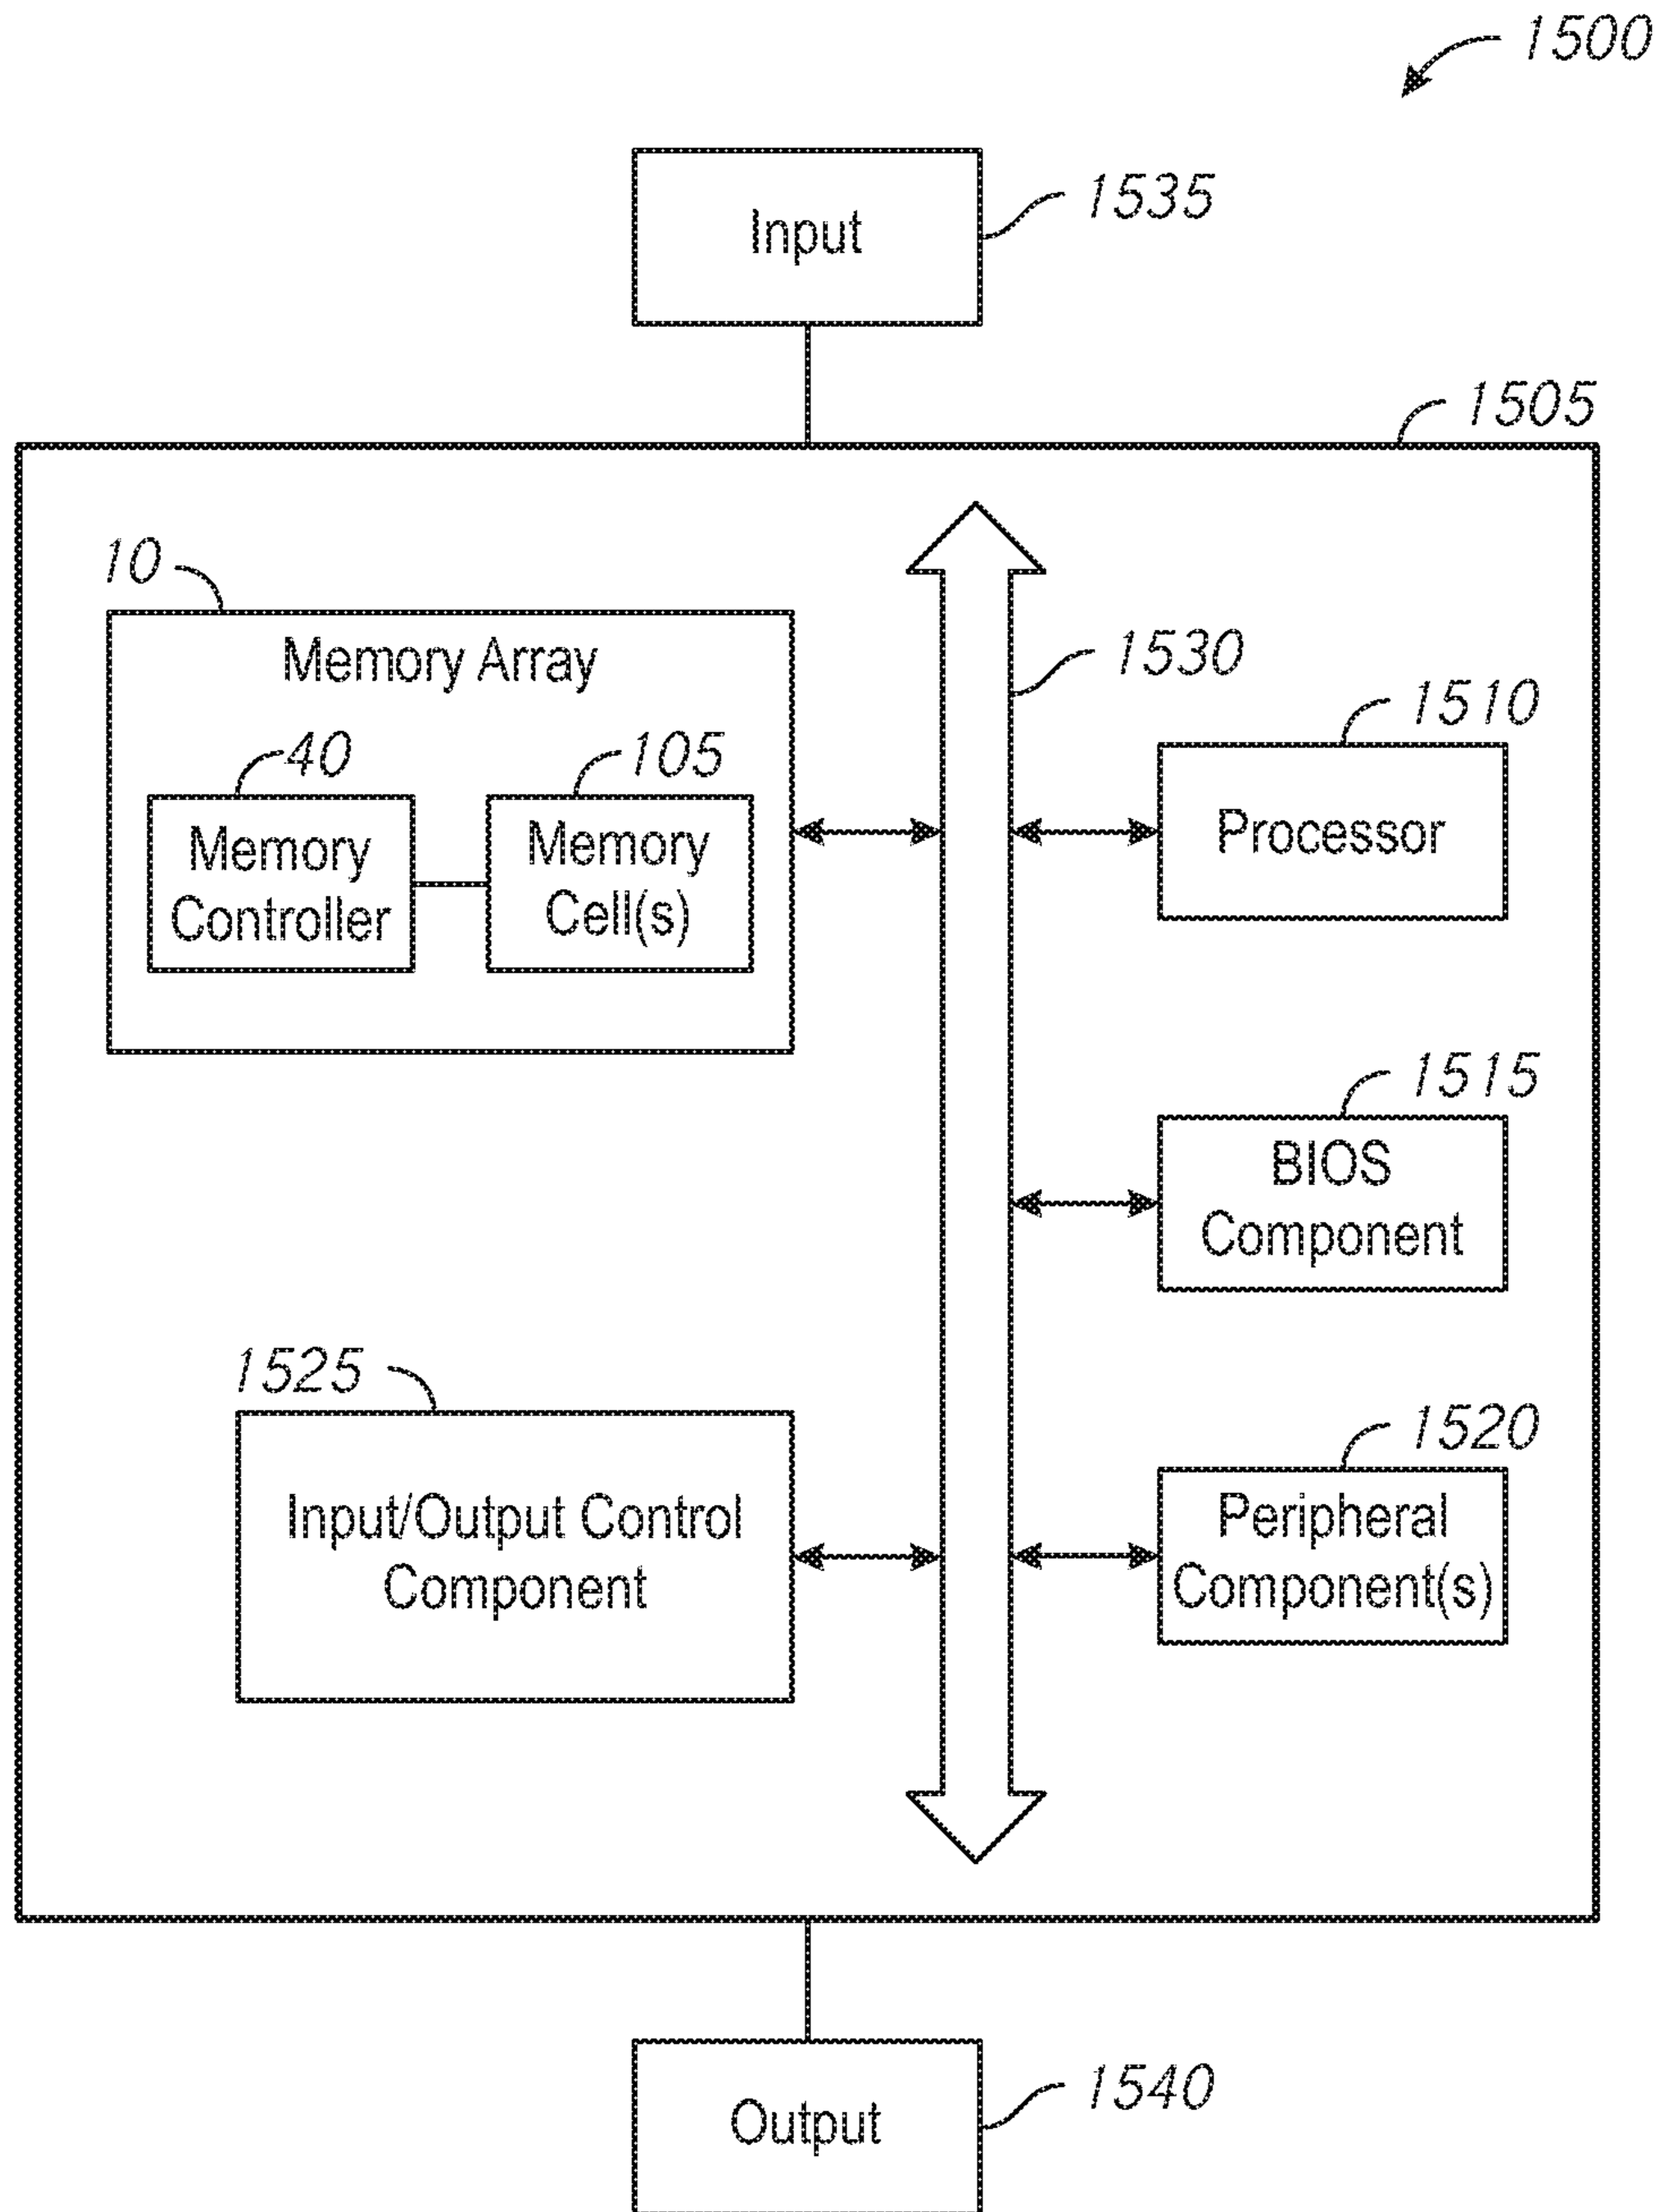 1500
1535
Input
1505
10
Memory Array
1530
1510
40
105
Memory
Controller
Memory
Cell(s)
Processor
1515
BIOS
Component
1525
1520
Input/Output Control
Component
Peripheral
Component(s)
1540
Output